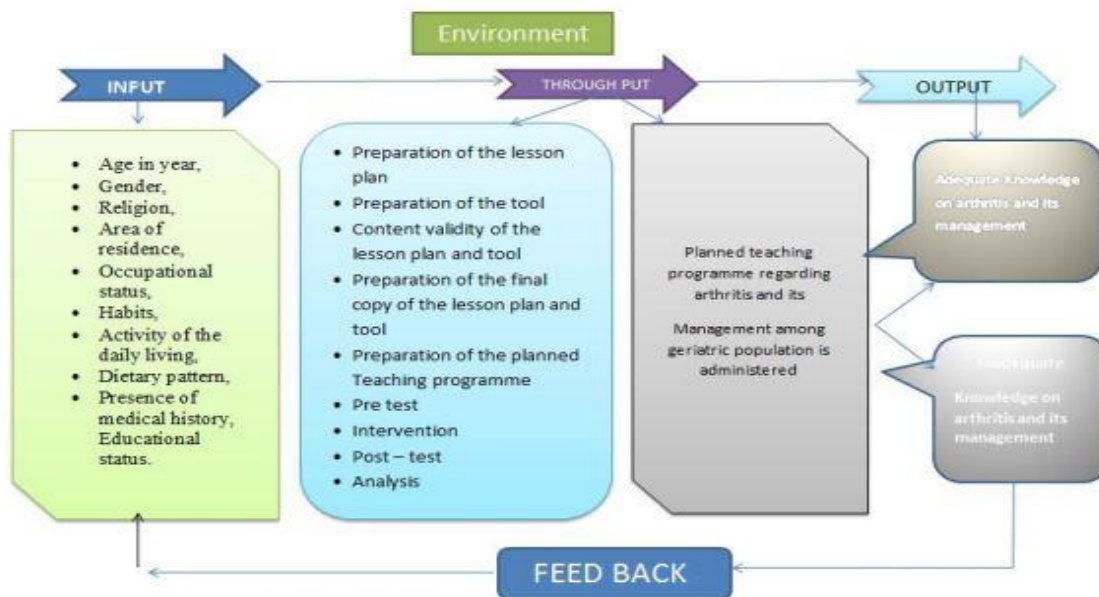 Environment
INPUT
THROUGH PUT
OUTPUT
• Age in year,
• Gender,
• Religion,
• Area of
residence,
• Occupational
status,
• Habits,
• Activity of the
daily living,
• Dietary pattern,
• Presence of
medical history,
Educational
status.
• Preparation of the lesson
plan
• Preparation of the tool
• Content validity of the
lesson plan and tool
• Preparation of the final
copy of the lesson plan and
tool
• Preparation of the planned
Teaching programme
• Pre test
• Intervention
• Post – test
• Analysis
Planned teaching
programme regarding
arthritis and its
Management among
geriatric population is
administered
Adequate Knowledge
on arthritis and its
management
Inadequate
Knowledge on
arthritis and its
management
FEED BACK